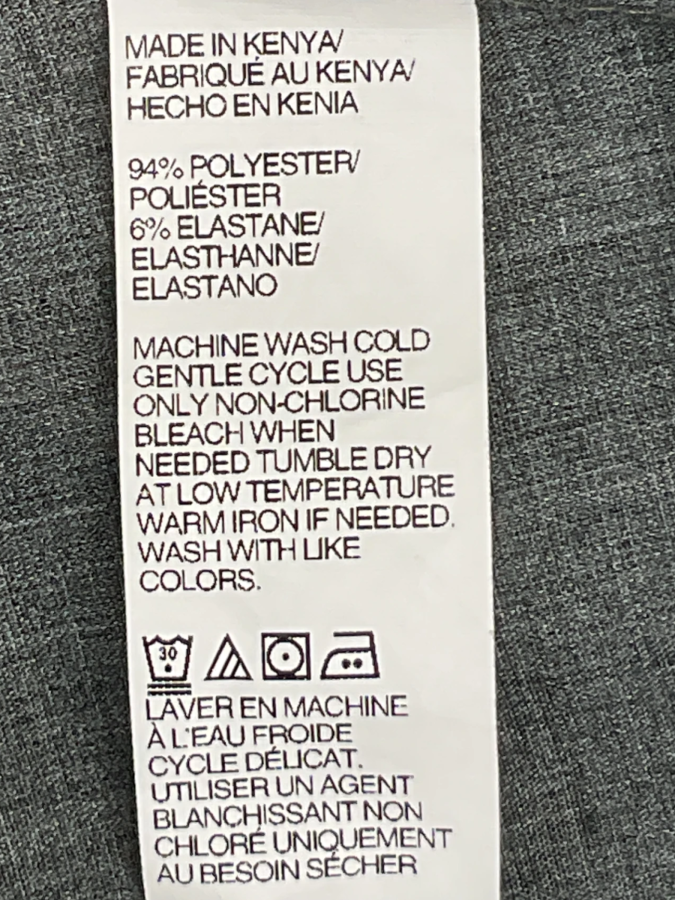 MADE IN KENYA/
FABRIQUÉ AU KENYA/
HECHO EN KENIA
94% POLYESTER/
POLIÉSTER
6% ELASTANE/
ELASTHANNE/
ELASTANO
MACHINE WASH COLD
GENTLE CYCLE USE
ONLY NON-CHLORINE
BLEACH WHEN
NEEDED TUMBLE DRY
AT LOW TEMPERATURE
WARM IRON IF NEEDED.
WASH WITH LIKE
COLORS.
30
LAVER EN MACHINE
À L'EAU FROIDE
CYCLE DÉLICAT.
UTILISER UN AGENT
BLANCHISSANT NON
CHLORÉ UNIQUEMENT
AU BESOIN SÉCHER